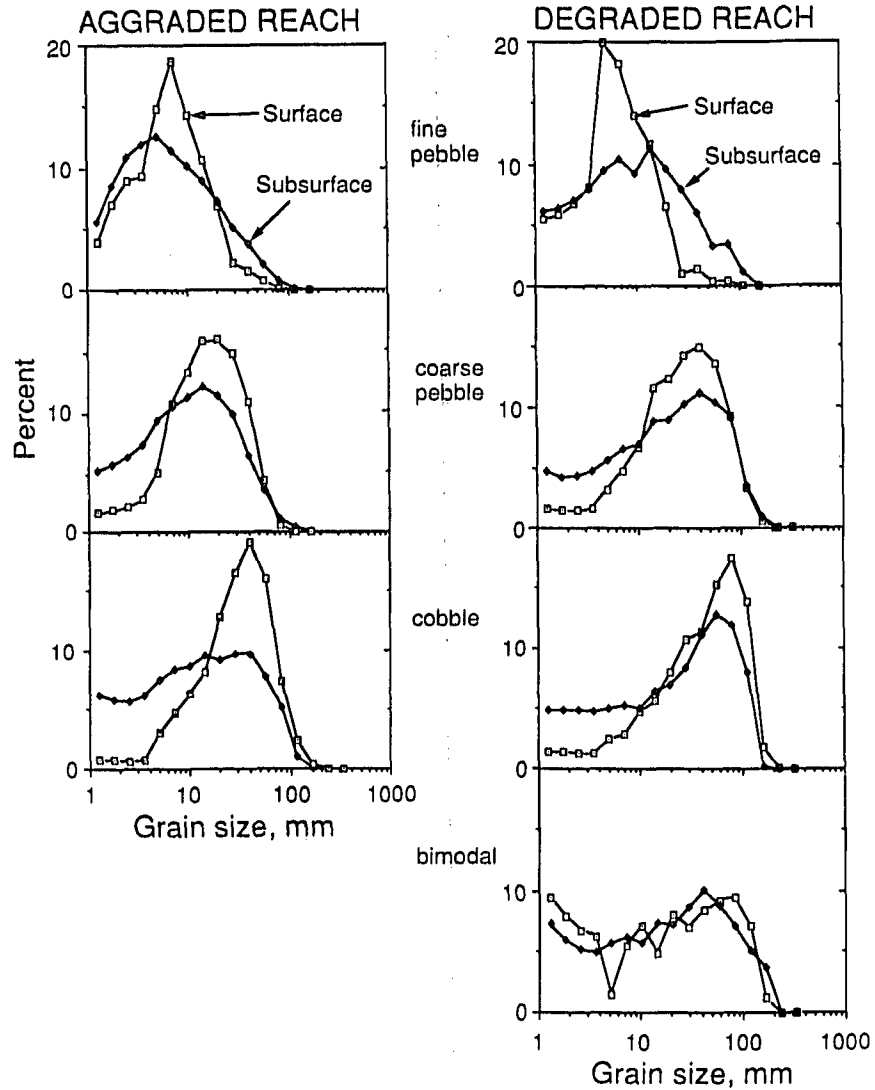 AGGRADED REACH
DEGRADED REACH
20
10
0
Surface
Subsurface
fine
pebble
20
10
0
Surface
Subsurface
Percent
10
0
coarse
pebble
10
0
10
0
cobble
10
0
1 10 100 1000
Grain size, mm
bimodal
10
0
1 10 100 1000
Grain size, mm